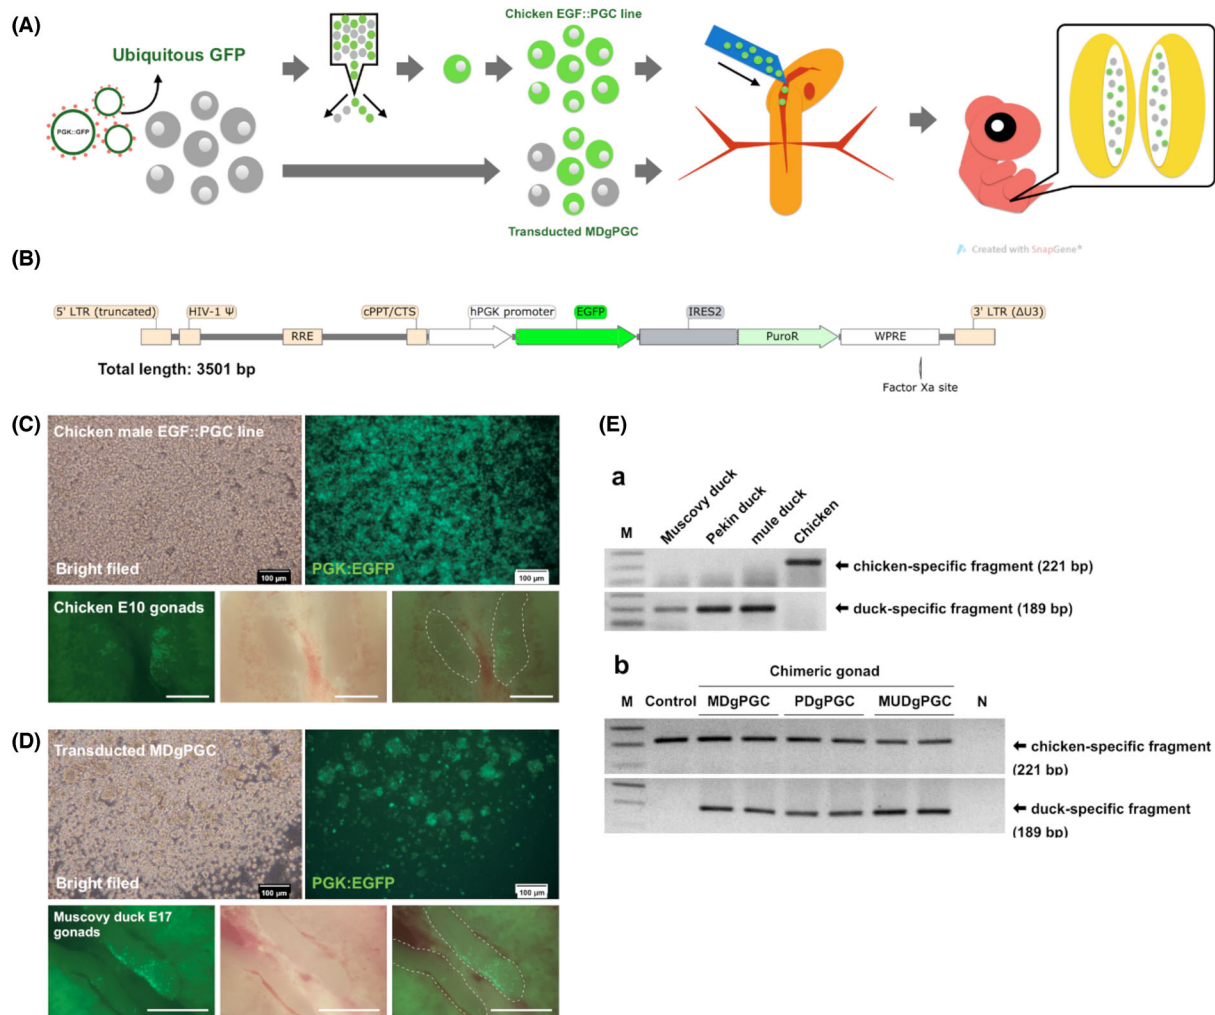 (A)
Chicken EGF::PGC line
Ubiquitous GFP
PGK::GFP
Transducted MDgPGC
Created with SnapGene®
(B)
5' LTR (truncated)
HIV-1 Ψ
RRE
cPPT/CTS
hPGK promoter
EGFP
IRES2
PuroR
WPRE
3' LTR (ΔU3)
Total length: 3501 bp
Factor Xa site
(C)
Chicken male EGF::PGC line
Bright filed
100 µm
PGK:EGFP
100 µm
Chicken E10 gonads
(D)
Transducted MDgPGC
Bright filed
100 µm
PGK:EGFP
100 µm
Muscovy duck E17
gonads
(E)
a
M
Muscovy duck
Pekin duck
mule duck
Chicken
← chicken-specific fragment (221 bp)
← duck-specific fragment (189 bp)
b
Chimeric gonad
M Control MDgPGC PDgPGC MUDgPGC N
← chicken-specific fragment
(221 bp)
← duck-specific fragment
(189 bp)